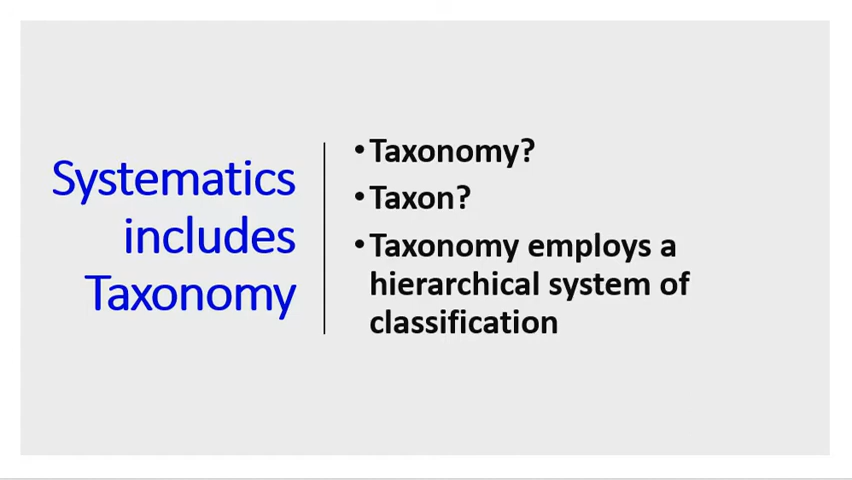 Systematics
includes
Taxonomy
• Taxonomy?
• Taxon?
• Taxonomy employs a
hierarchical system of
classification